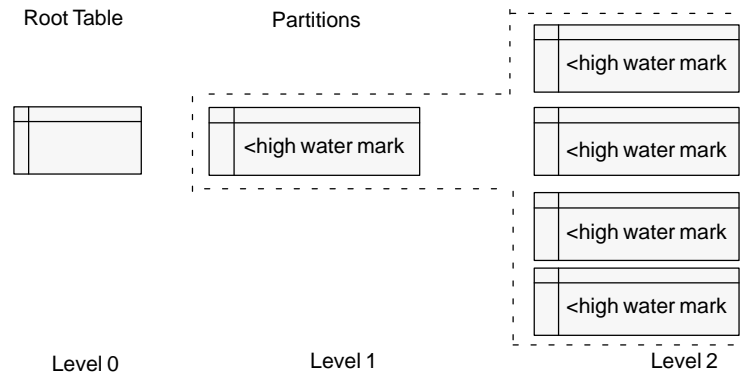 Root Table
Partitions
<high water mark
<high water mark
<high water mark
<high water mark
<high water mark
Level 0
Level 1
Level 2